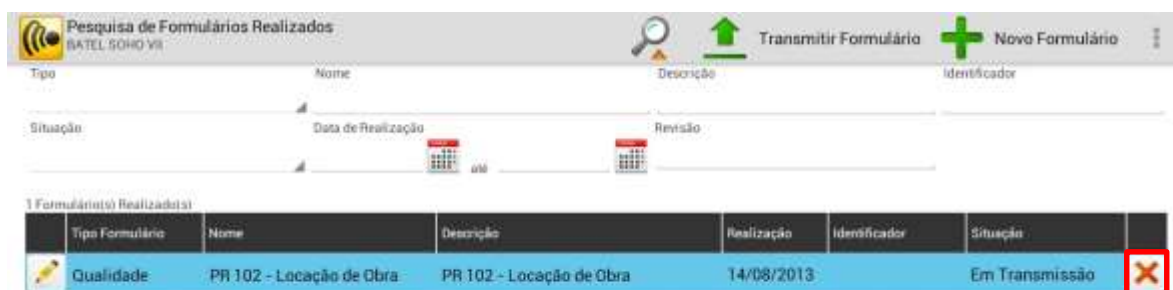 Pesquisa de Formulários Realizados
BATEL SOHO VII
Transmitir Formulário
Novo Formulário
Tipo Nome Descrição Identificador
Situação Data de Realização Revisão
até
1 Formulário(s) Realizado(s)
Tipo Formulário Nome Descrição Realização Identificador Situação
Qualidade PR 102 - Locação de Obra PR 102 - Locação de Obra 14/08/2013 Em Transmissão